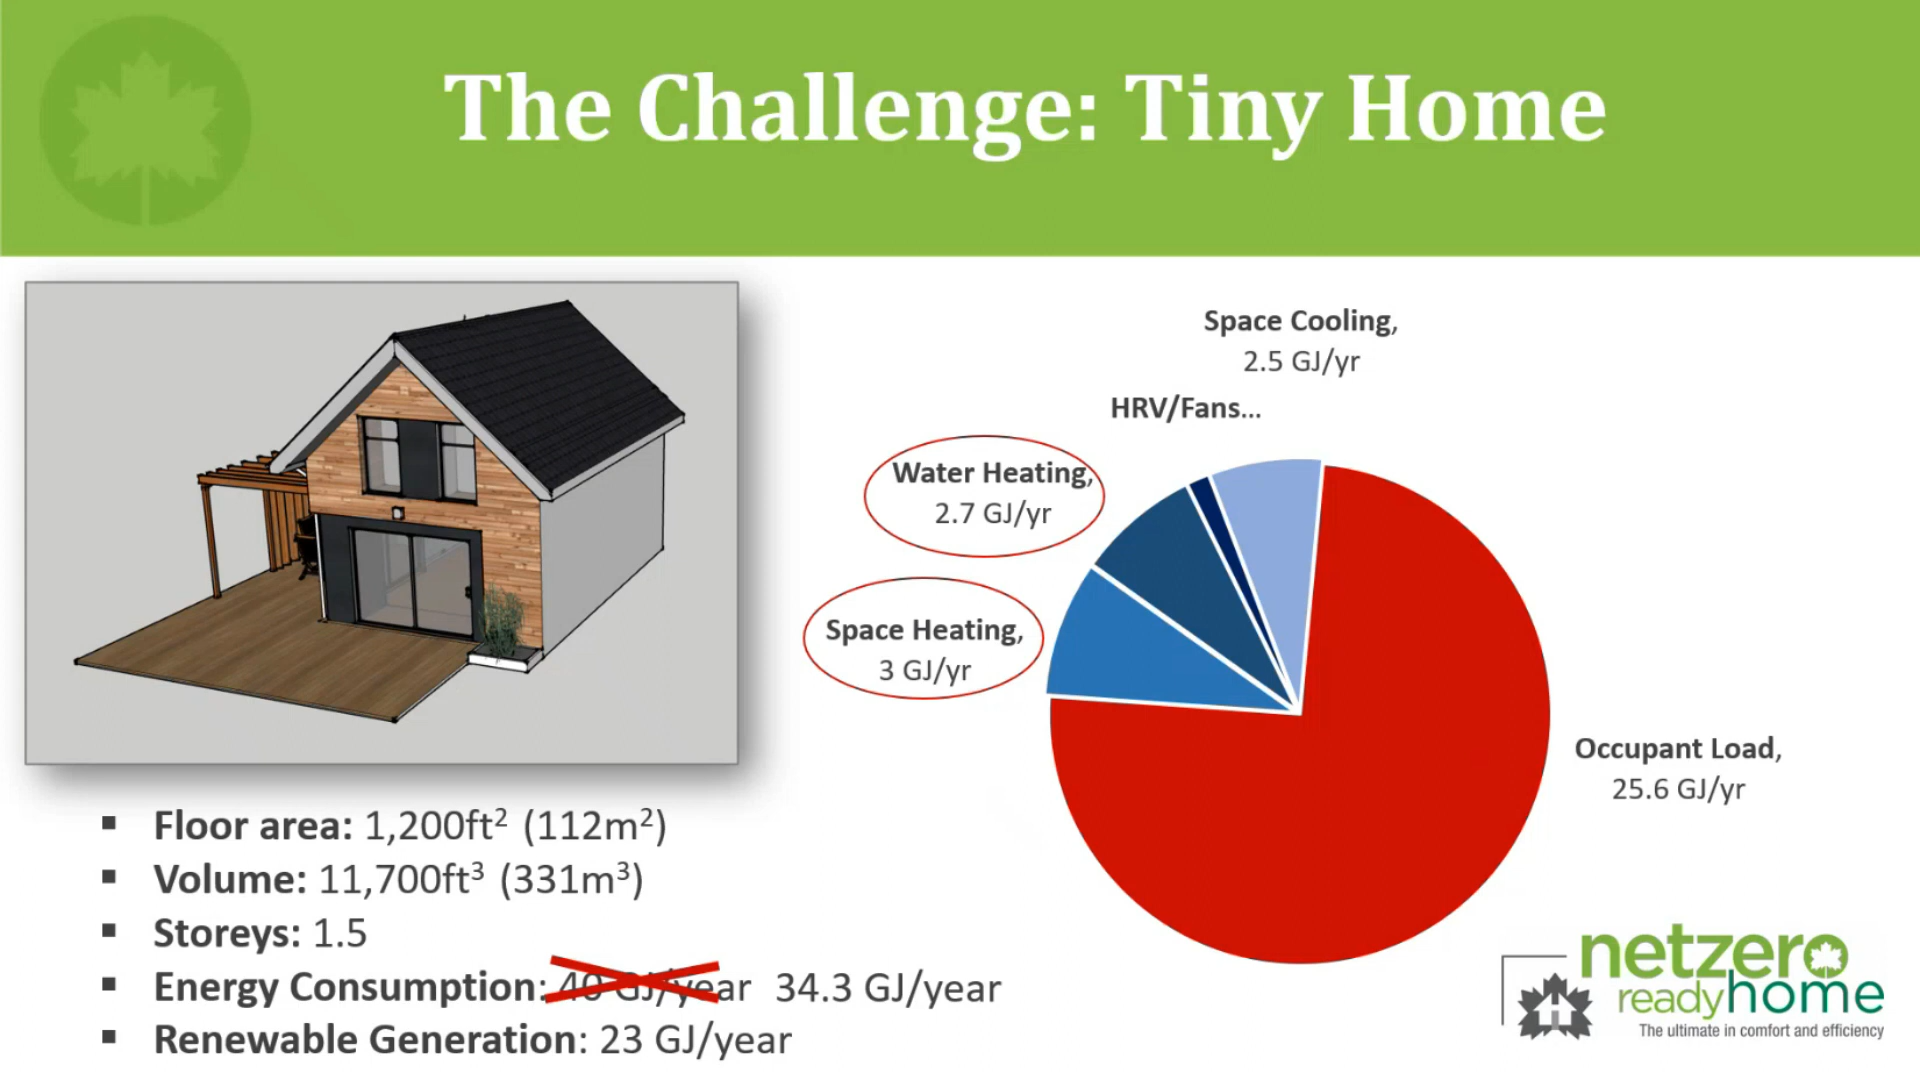 The Challenge: Tiny Home
Space Cooling,
2.5 GJ/yr
HRV/Fans...
Water Heating,
2.7 GJ/yr
Space Heating,
3 GJ/yr
Occupant Load,
25.6 GJ/yr
▪ Floor area: 1,200ft² (112m²)
▪ Volume: 11,700ft³ (331m³)
▪ Storeys: 1.5
▪ Energy Consumption: 40 GJ/year 34.3 GJ/year
▪ Renewable Generation: 23 GJ/year
netzero
readyhome
The ultimate in comfort and efficiency